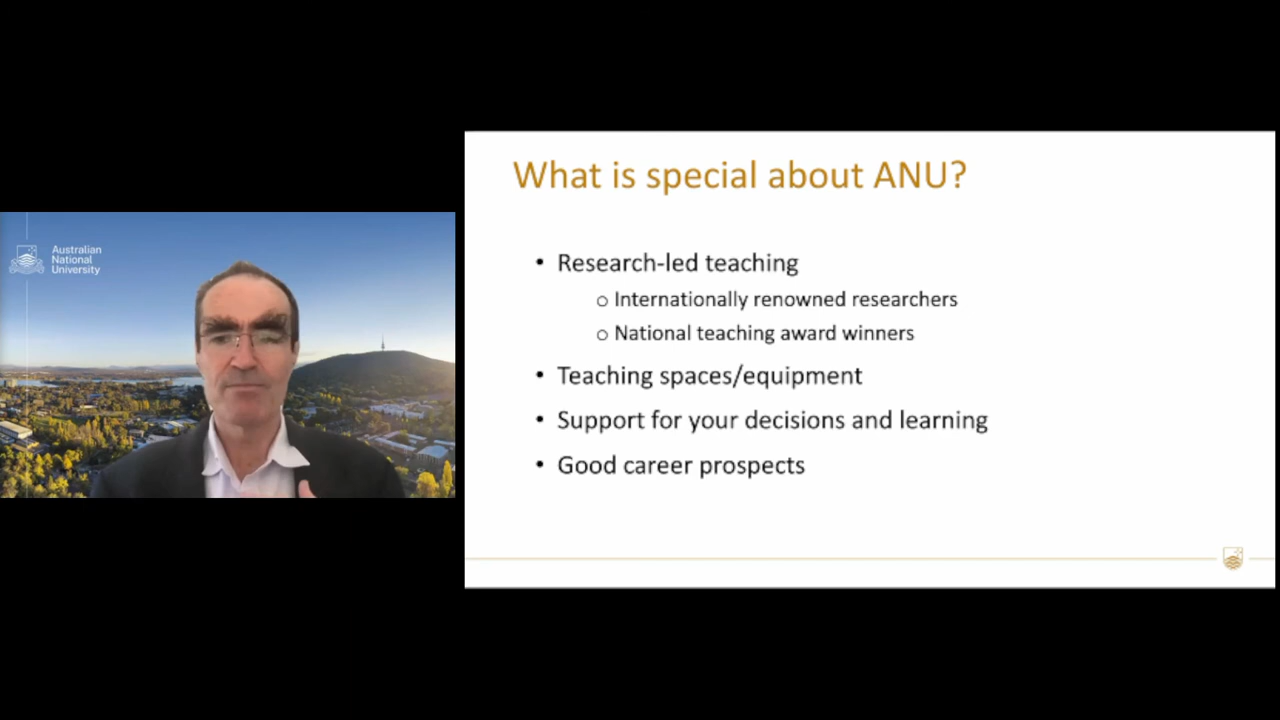 Australian
National
University
What is special about ANU?
• Research-led teaching
o Internationally renowned researchers
o National teaching award winners
• Teaching spaces/equipment
• Support for your decisions and learning
• Good career prospects